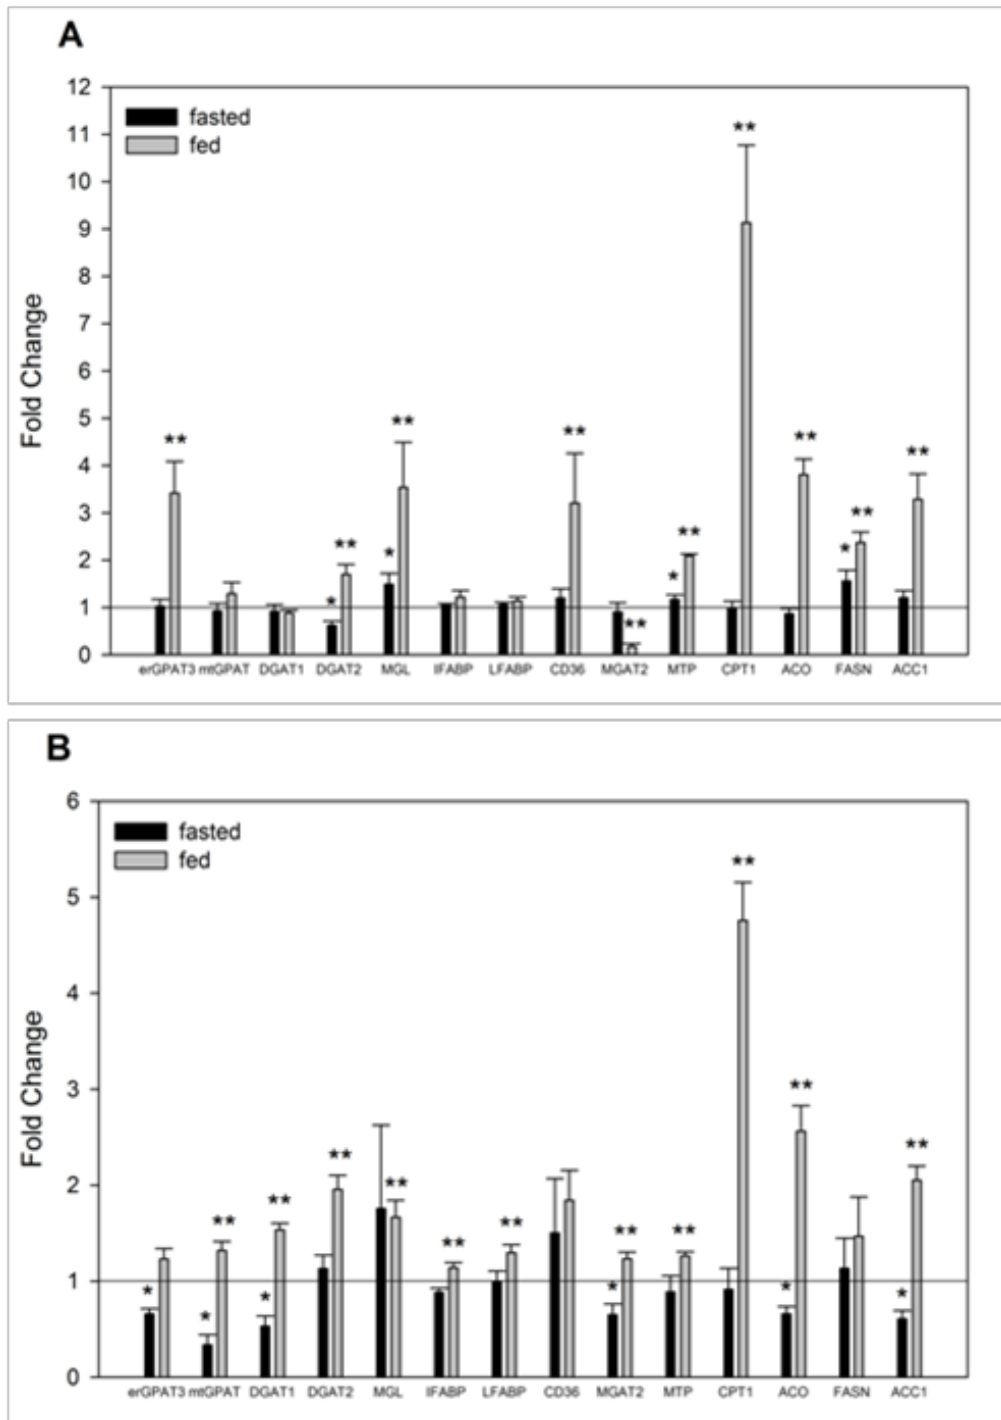 A
12
fasted
11
fed
10
9
8
7
6
5
4
3
2
1
0
Fold Change
** ** * ** * ** ** ** * ** ** ** * ** **
erGPAT3 mtGPAT DGAT1 DGAT2 MGL IFABP LFABP CD36 MGAT2 MTP CPT1 ACO FASN ACC1
B
6
fasted
fed
5
4
3
2
1
0
Fold Change
* * ** * ** ** ** ** ** * ** ** ** * ** * **
erGPAT3 mtGPAT DGAT1 DGAT2 MGL IFABP LFABP CD36 MGAT2 MTP CPT1 ACO FASN ACC1